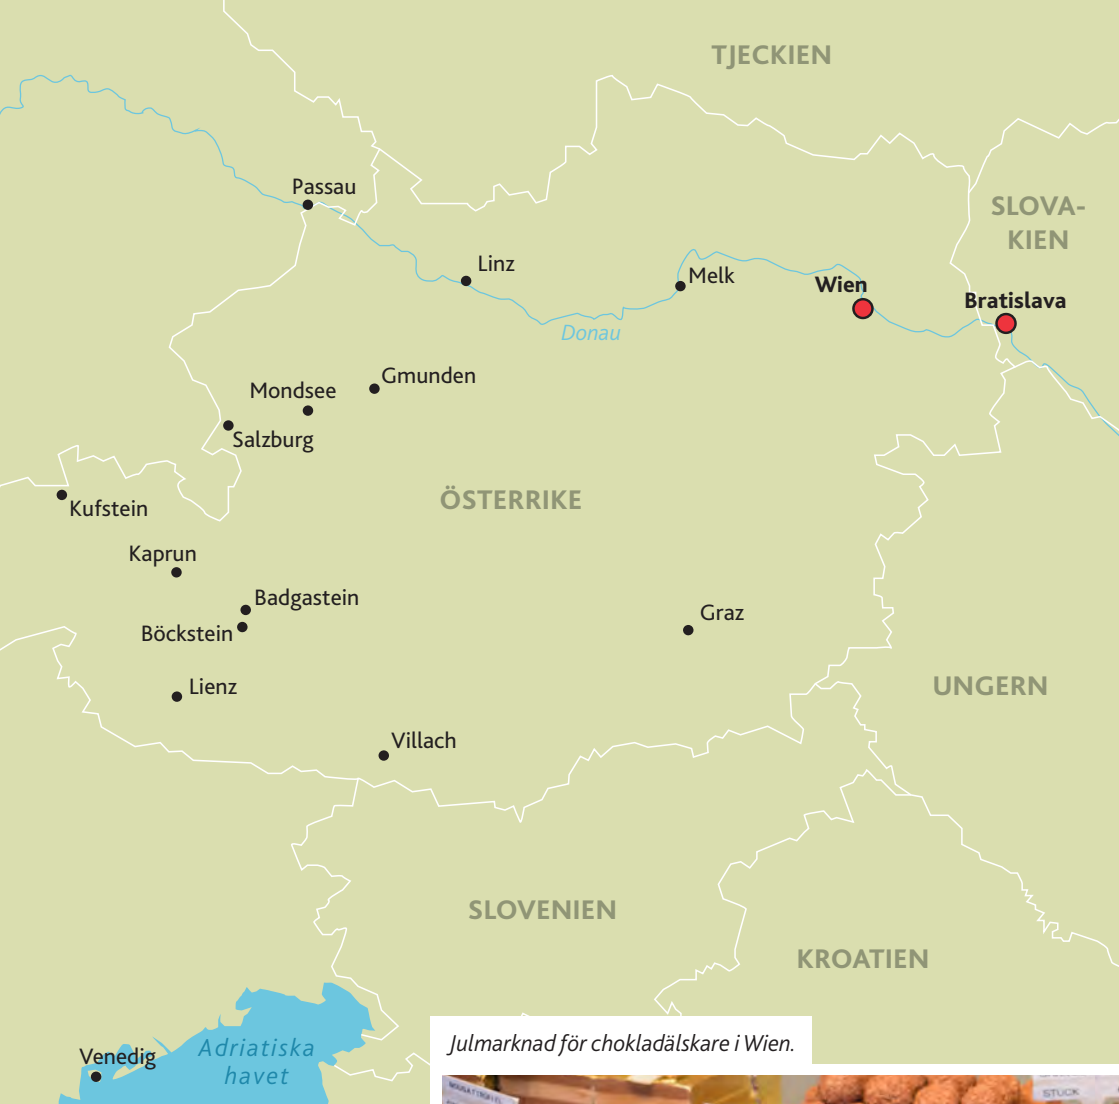 TJECKIEN
Passau
SLOVA-
KIEN
Linz
Melk
Wien
Bratislava
Donau
Gmunden
Mondsee
Salzburg
ÖSTERRIKE
Kufstein
Kaprun
Badgastein
Böckstein
Graz
Lienz
UNGERN
Villach
SLOVENIEN
KROATIEN
Julmarknad för chokladälskare i Wien.
Adriatiska
havet
Venedig
STÜCK